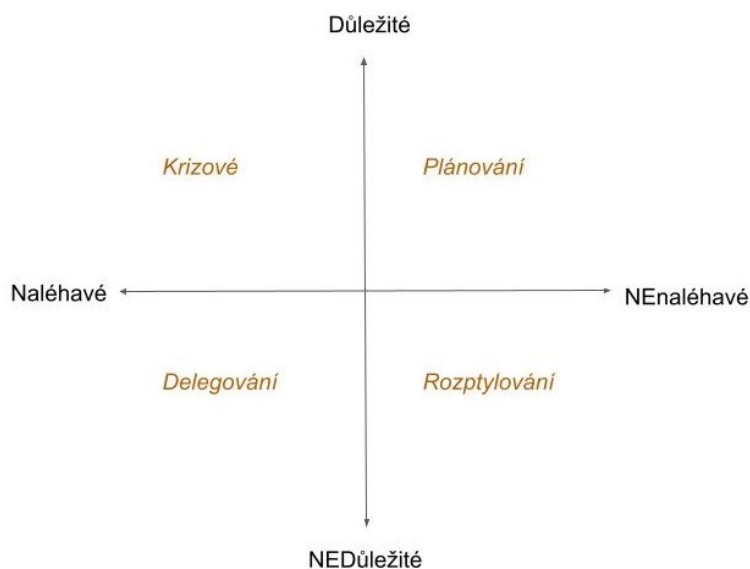 Důležité
Krizové
Plánování
Naléhavé
NEnaléhavé
Delegování
Rozptylování
NEDůležité